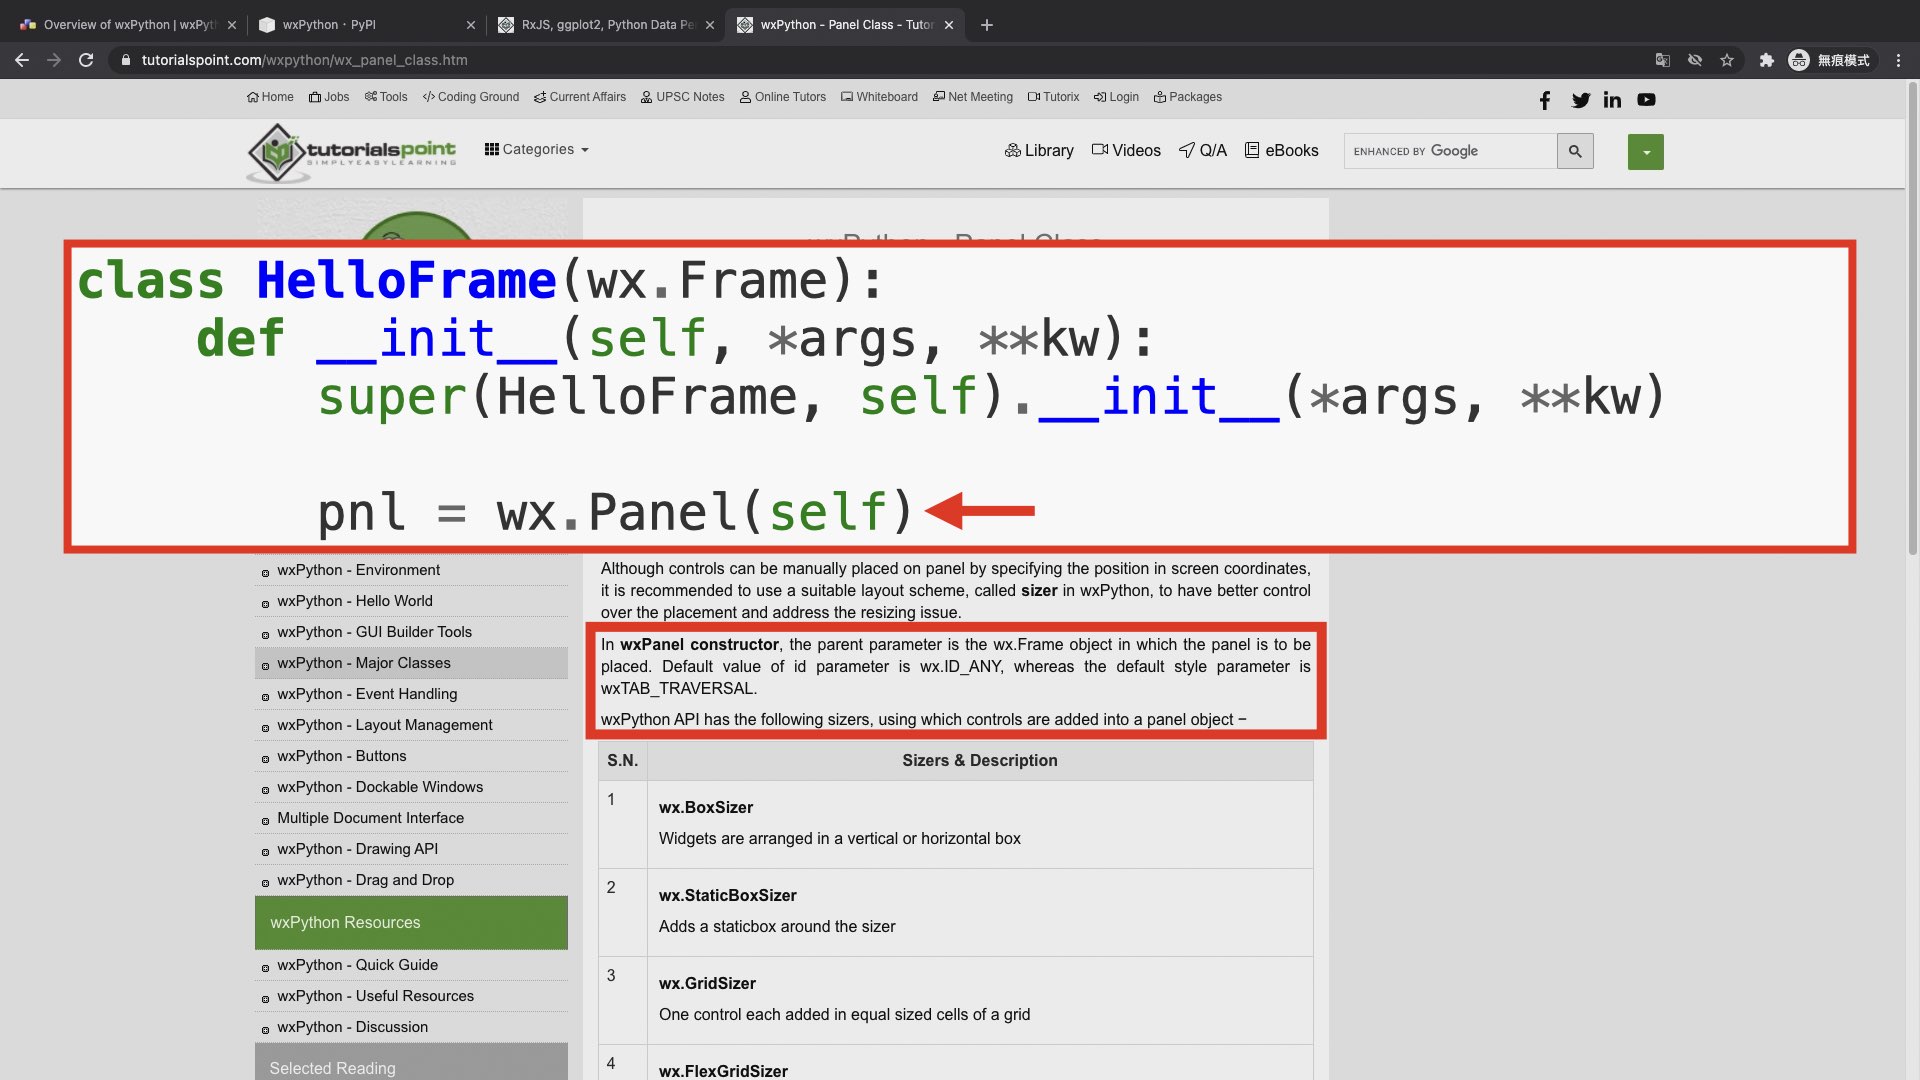 Overview of wxPython | wxPyth
wxPython · PyPI
RxJS, ggplot2, Python Data Per
wxPython - Panel Class - Tutor
tutorialspoint.com/wxpython/wx_panel_class.htm
無痕模式
Home Jobs Tools Coding Ground Current Affairs UPSC Notes Online Tutors Whiteboard Net Meeting Tutorix Login Packages
tutorialspoint
SIMPLYEASYLEARNING
Categories
Library Videos Q/A eBooks
ENHANCED BY Google
wxPython - Panel Class
class HelloFrame(wx.Frame):
def __init__(self, *args, **kw):
super(HelloFrame, self).__init__(*args, **kw)
pnl = wx.Panel(self)
wxPython - Environment
wxPython - Hello World
wxPython - GUI Builder Tools
wxPython - Major Classes
wxPython - Event Handling
wxPython - Layout Management
wxPython - Buttons
wxPython - Dockable Windows
Multiple Document Interface
wxPython - Drawing API
wxPython - Drag and Drop
wxPython Resources
wxPython - Quick Guide
wxPython - Useful Resources
wxPython - Discussion
Selected Reading
Although controls can be manually placed on panel by specifying the position in screen coordinates,
it is recommended to use a suitable layout scheme, called sizer in wxPython, to have better control
over the placement and address the resizing issue.
In wxPanel constructor, the parent parameter is the wx.Frame object in which the panel is to be
placed. Default value of id parameter is wx.ID_ANY, whereas the default style parameter is
wxTAB_TRAVERSAL.
wxPython API has the following sizers, using which controls are added into a panel object −
S.N. Sizers & Description
1
wx.BoxSizer
Widgets are arranged in a vertical or horizontal box
2
wx.StaticBoxSizer
Adds a staticbox around the sizer
3
wx.GridSizer
One control each added in equal sized cells of a grid
4
wx.FlexGridSizer